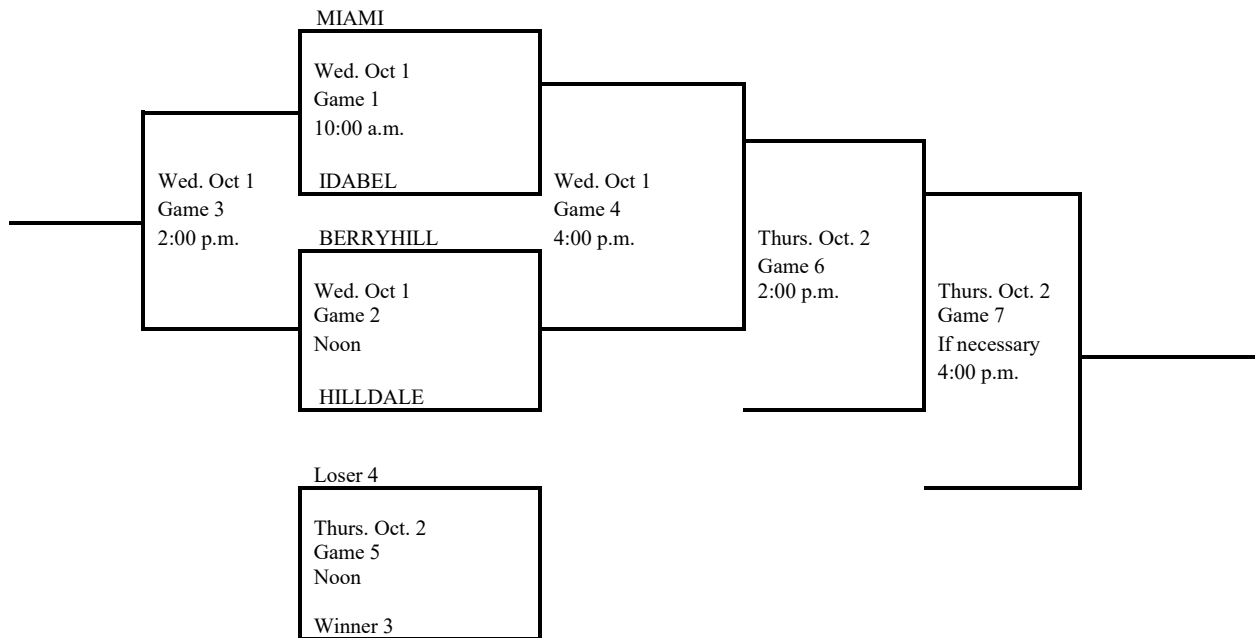 MIAMI
Wed. Oct 1
Game 1
10:00 a.m.
IDABEL
Wed. Oct 1
Game 3
2:00 p.m.
Wed. Oct 1
Game 4
4:00 p.m.
BERRYHILL
Wed. Oct 1
Game 2
Noon
HILLDALE
Thurs. Oct. 2
Game 6
2:00 p.m.
Thurs. Oct. 2
Game 7
If necessary
4:00 p.m.
Loser 4
Thurs. Oct. 2
Game 5
Noon
Winner 3